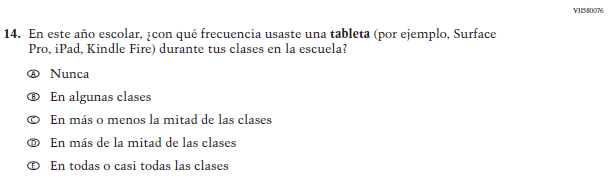 VH580076
14. En este año escolar, ¿con qué frecuencia usaste una tableta (por ejemplo, Surface
Pro, iPad, Kindle Fire) durante tus clases en la escuela?
Ⓐ Nunca
Ⓑ En algunas clases
Ⓒ En más o menos la mitad de las clases
Ⓓ En más de la mitad de las clases
Ⓔ En todas o casi todas las clases